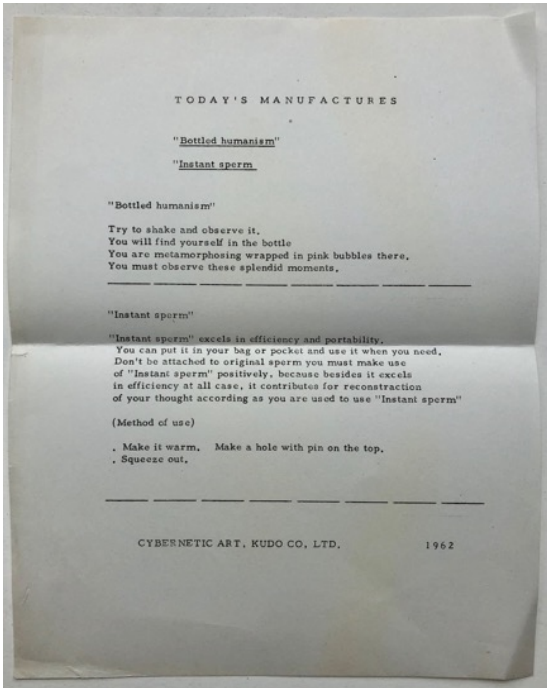 TODAY'S MANUFACTURES
"Bottled humanism"
"Instant sperm
"Bottled humanism"
Try to shake and observe it.
You will find yourself in the bottle
You are metamorphosing wrapped in pink bubbles there.
You must observe these splendid moments.
"Instant sperm"
"Instant sperm" excels in efficiency and portability.
You can put it in your bag or pocket and use it when you need.
Don't be attached to original sperm you must make use
of "Instant sperm" positively, because besides it excels
in efficiency at all case, it contributes for reconstraction
of your thought according as you are used to use "Instant sperm"
(Method of use)
. Make it warm. Make a hole with pin on the top.
. Squeeze out.
CYBERNETIC ART, KUDO CO, LTD. 1962